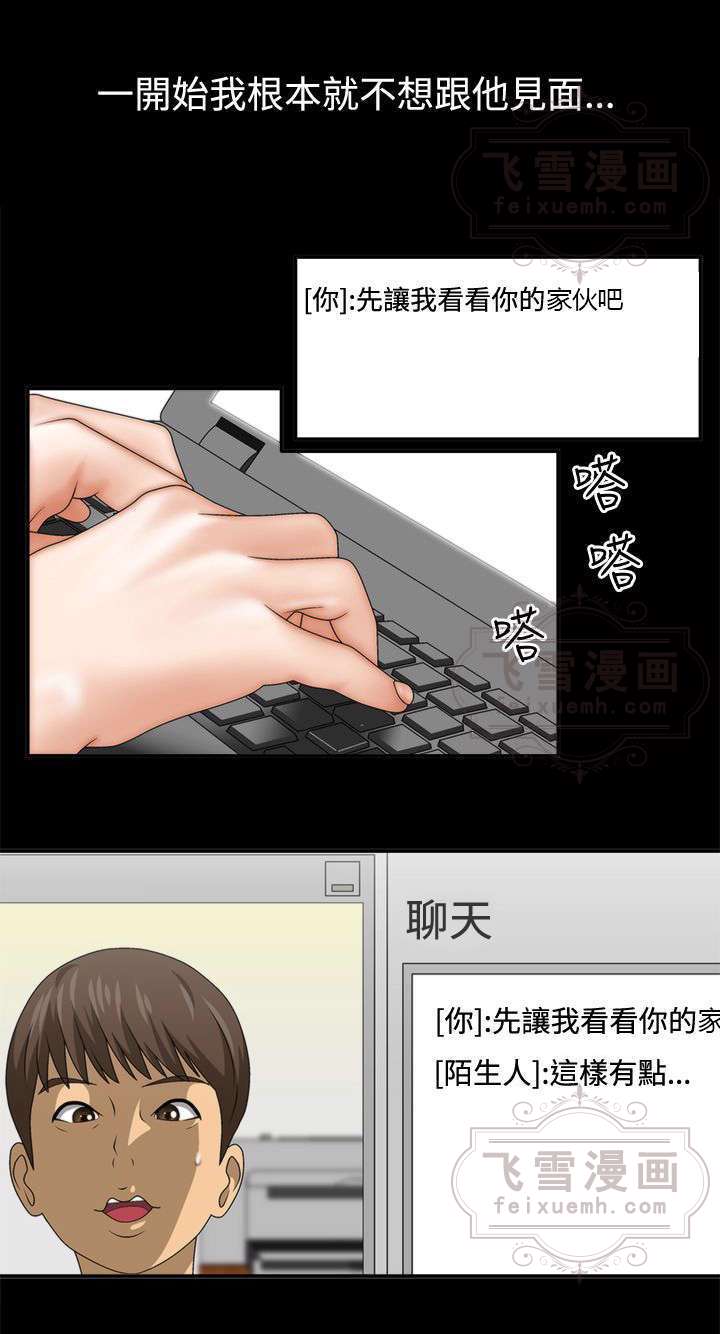 一開始我根本就不想跟他見面...
飞雪漫画
feixuemh.com
[你]:先讓我看看你的家伙吧
嗒
嗒
嗒
飞雪漫画
feixuemh.com
聊天
[你]:先讓我看看你的家
[陌生人]:這樣有點...
飞雪漫画
feixuemh.com